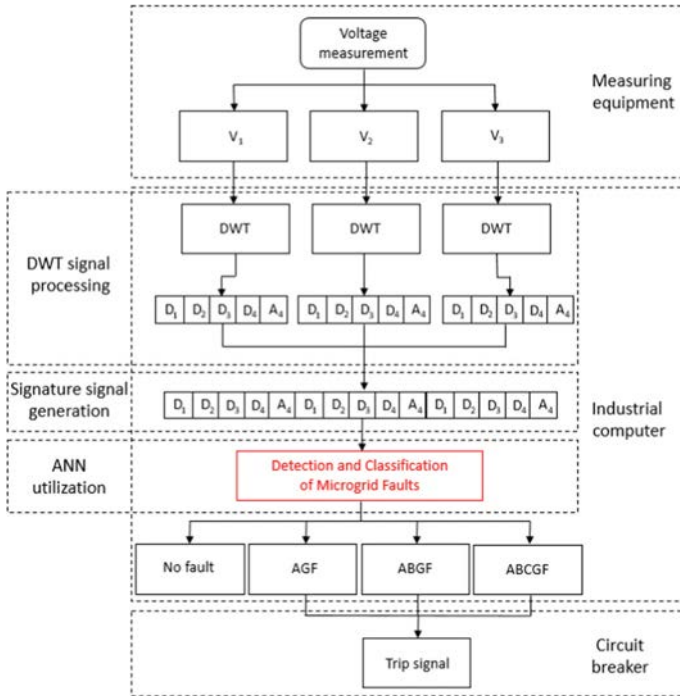 Voltage
measurement
Measuring
equipment
V₁ V₂ V₃
DWT signal
processing
DWT DWT DWT
D₁ D₂ D₃ D₄ A₄ D₁ D₂ D₃ D₄ A₄ D₁ D₂ D₃ D₄ A₄
Signature signal
generation
D₁ D₂ D₃ D₄ A₄ D₁ D₂ D₃ D₄ A₄ D₁ D₂ D₃ D₄ A₄
Industrial
computer
ANN
utilization
Detection and Classification
of Microgrid Faults
No fault AGF ABGF ABCGF
Trip signal
Circuit
breaker